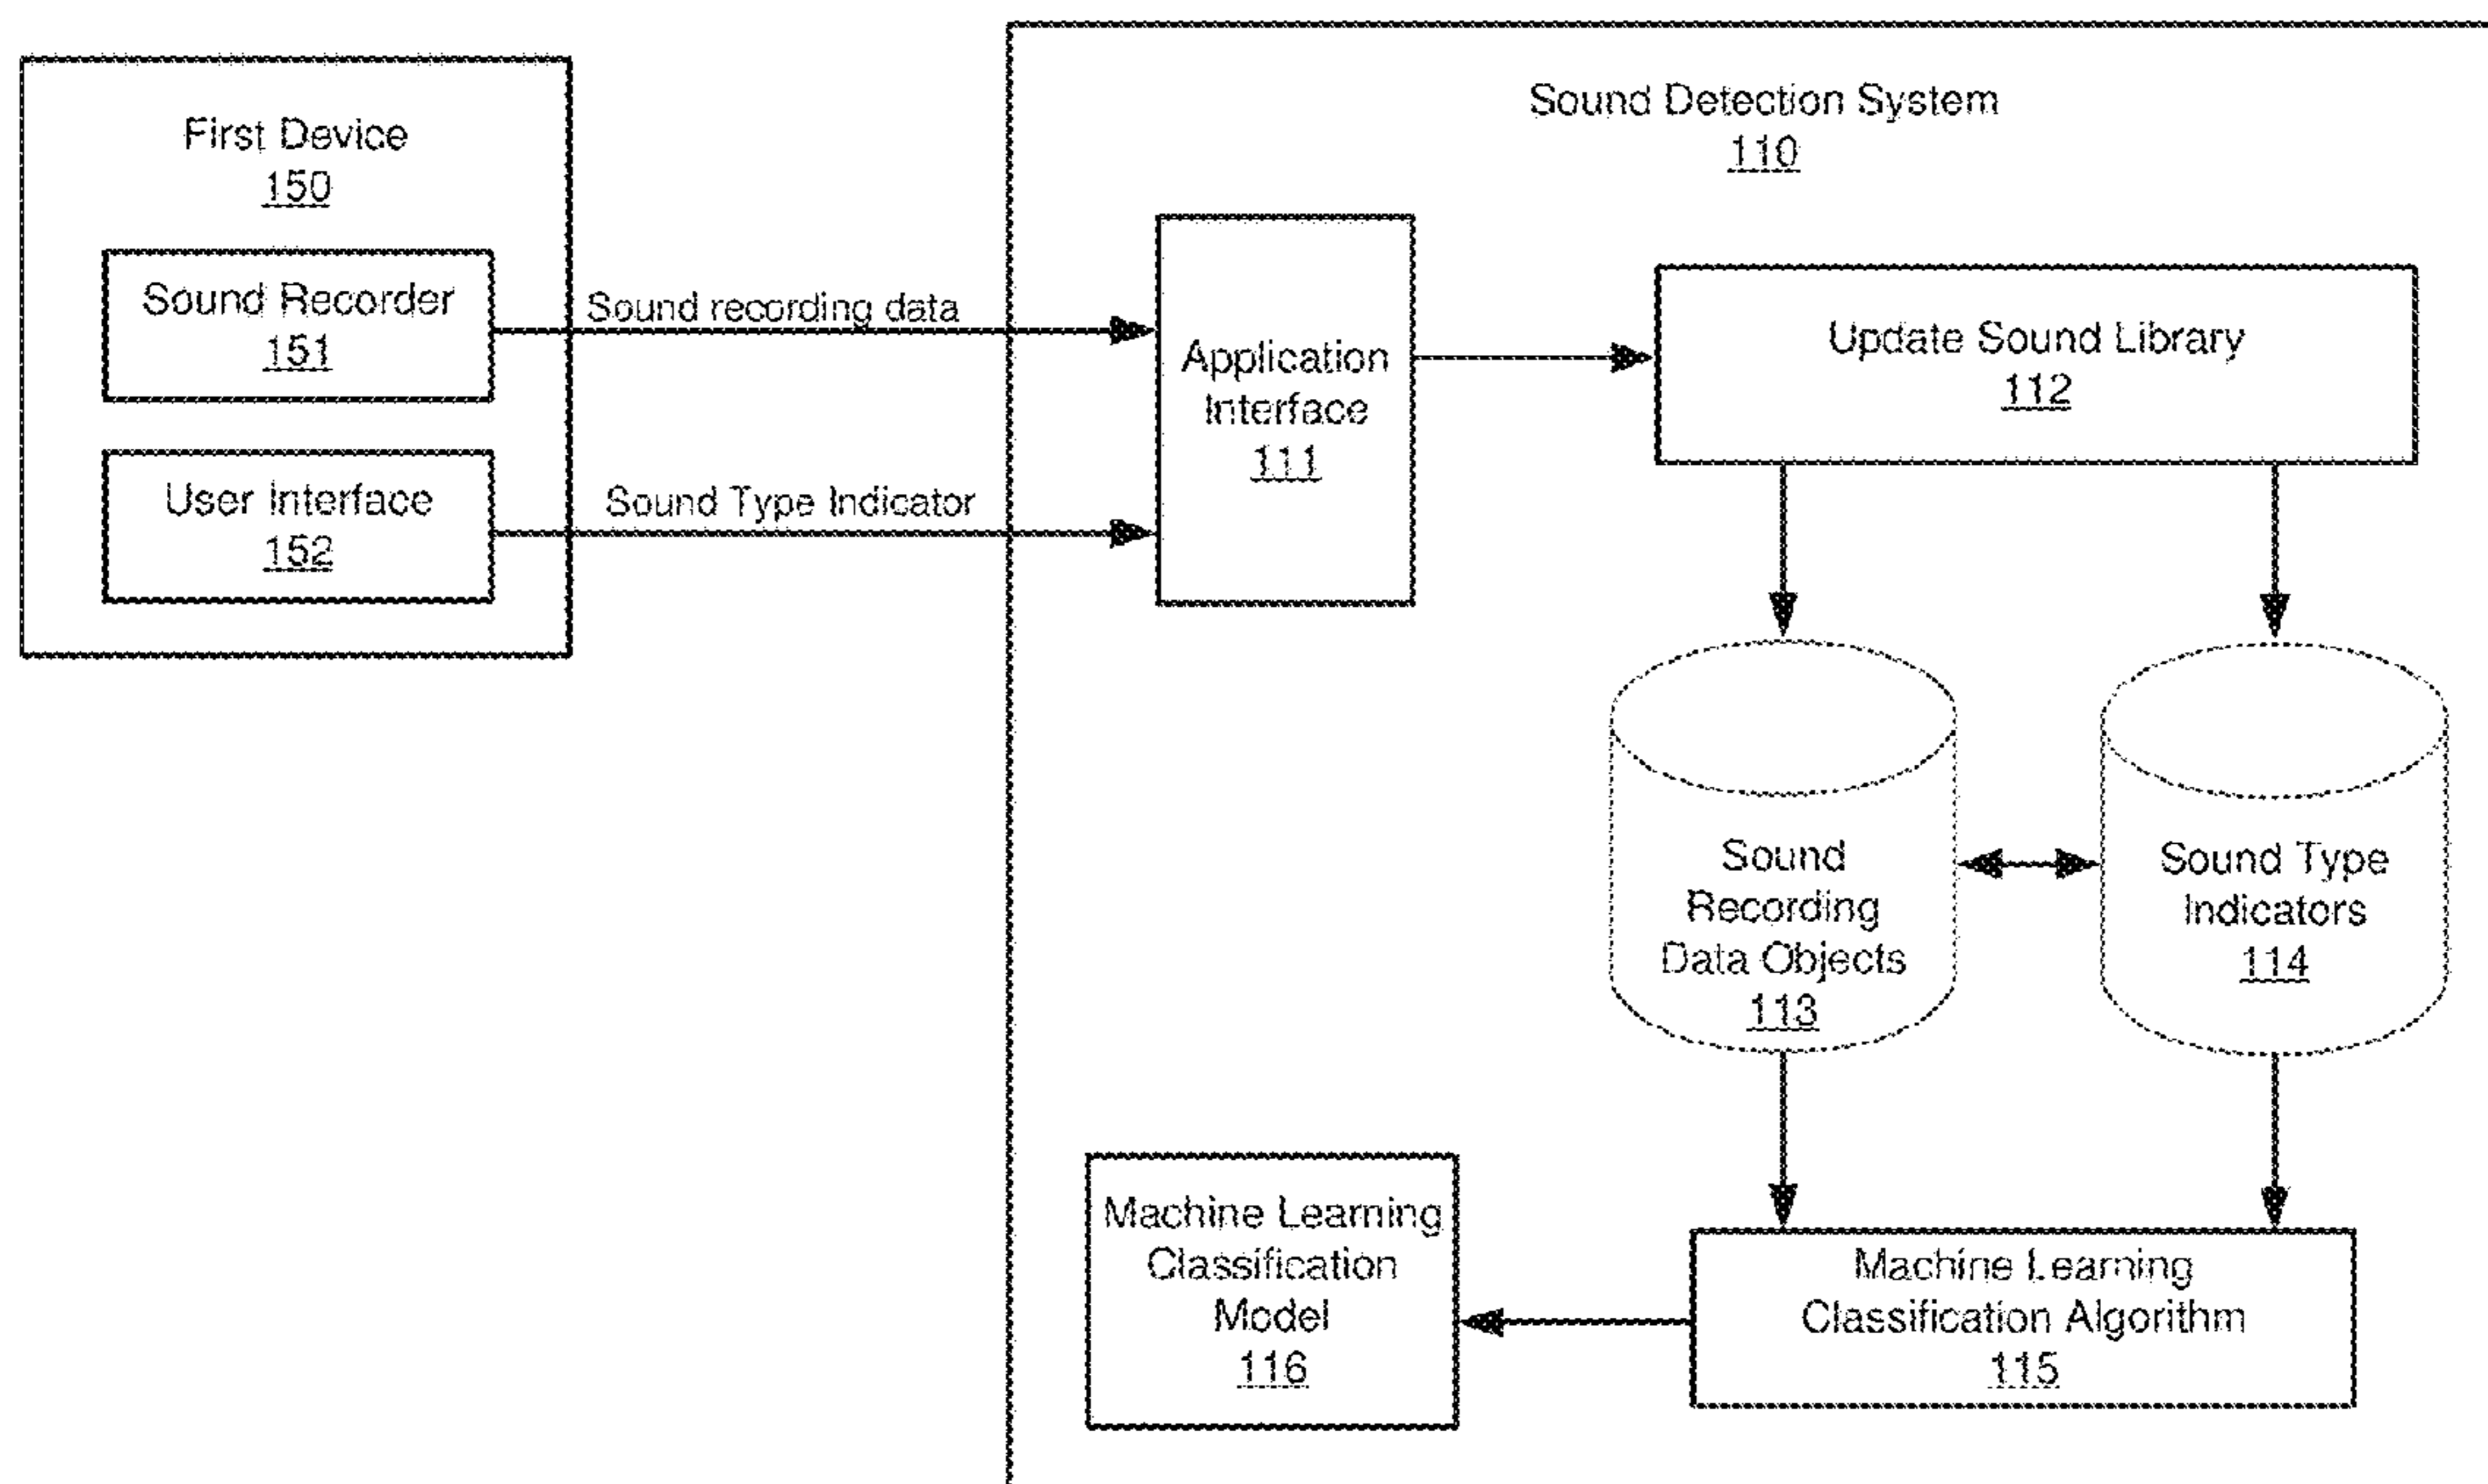 First Device
150
Sound Recorder
151
User Interface
152
Sound recording data
Sound Type Indicator
Sound Detection System
110
Application
Interface
111
Update Sound Library
112
Sound
Recording
Data Objects
113
Sound Type
Indicators
114
Machine Learning
Classification Algorithm
115
Machine Learning
Classification
Model
116